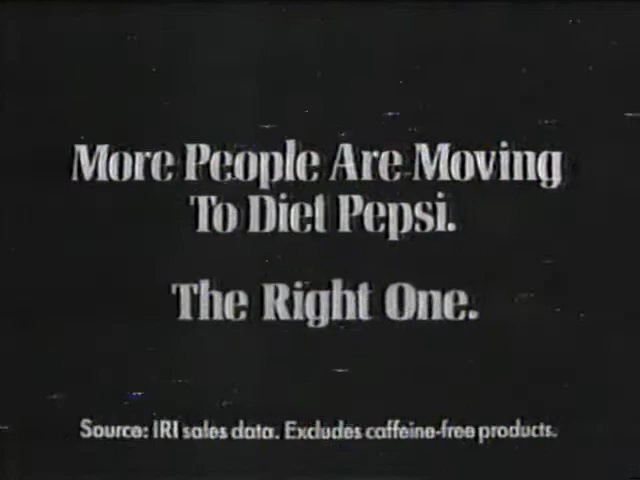 More People Are Moving
To Diet Pepsi.
The Right One.
Source: IRI sales data. Excludes caffeine-free products.